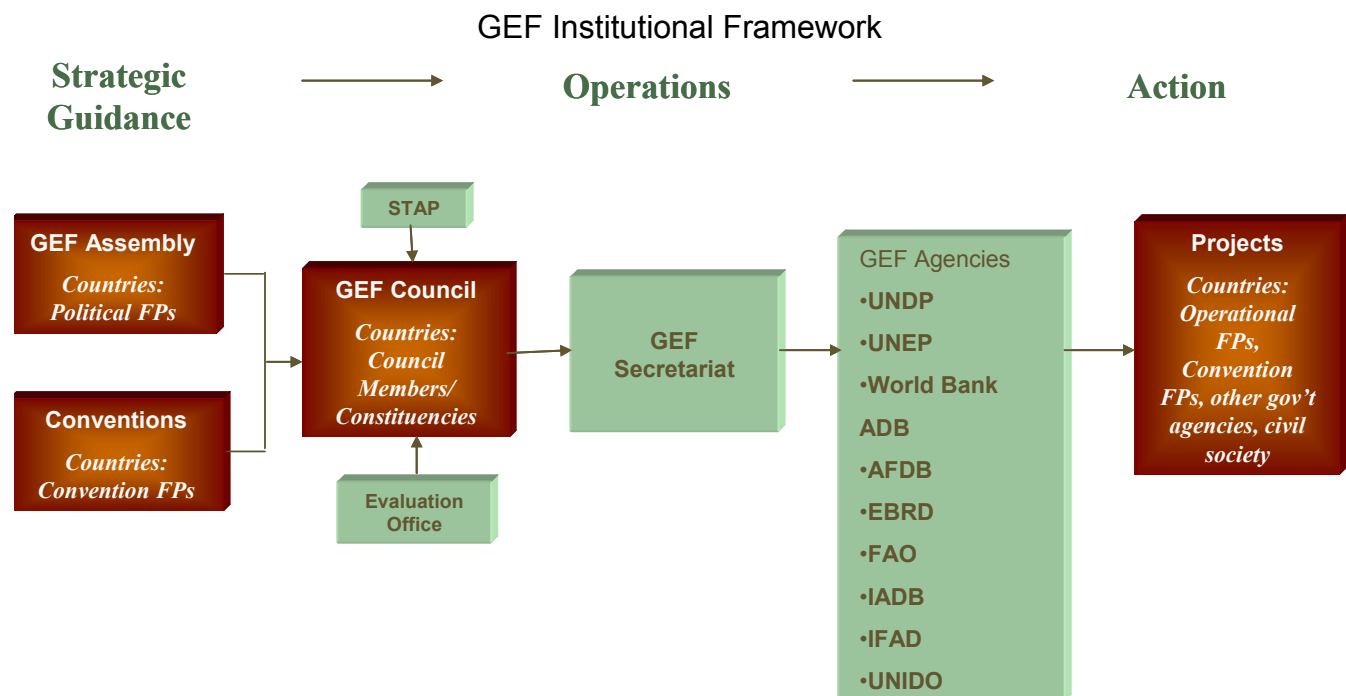 GEF Institutional Framework
Strategic
Guidance
Operations
Action
STAP
GEF Assembly
Countries:
Political FPs
Conventions
Countries:
Convention FPs
GEF Council
Countries:
Council
Members/
Constituencies
Evaluation
Office
GEF
Secretariat
GEF Agencies
•UNDP
•UNEP
•World Bank
ADB
•AFDB
•EBRD
•FAO
•IADB
•IFAD
•UNIDO
Projects
Countries:
Operational
FPs,
Convention
FPs, other gov’t
agencies, civil
society